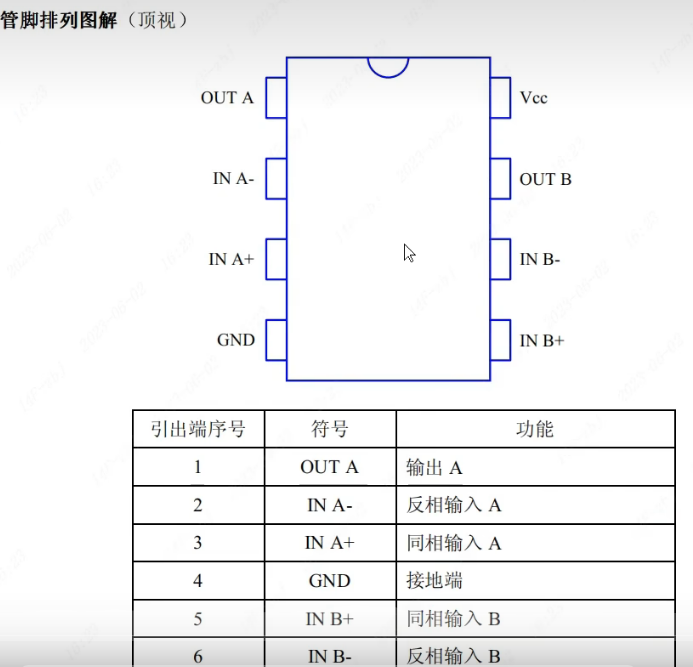 管脚排列图解（顶视）
OUT A
Vcc
IN A-
OUT B
IN A+
IN B-
GND
IN B+
引出端序号 符号 功能
1 OUT A 输出 A
2 IN A- 反相输入 A
3 IN A+ 同相输入 A
4 GND 接地端
5 IN B+ 同相输入 B
6 IN B- 反相输入 B